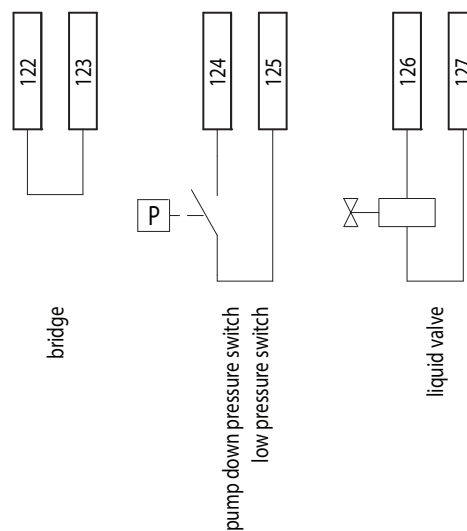 122
123
124
125
126
127
P
bridge
pump down pressure switch
low pressure switch
liquid valve